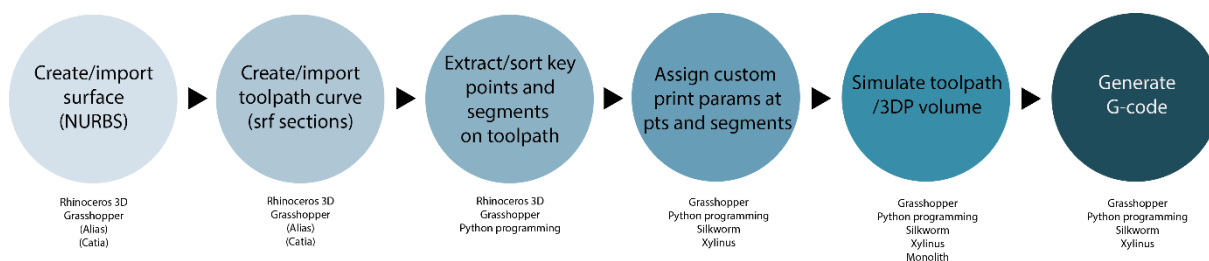 Create/import
surface
(NURBS)
Create/import
toolpath curve
(srf sections)
Extract/sort key
points and
segments
on toolpath
Assign custom
print params at
pts and segments
Simulate toolpath
/3DP volume
Generate
G-code
Rhinoceros 3D
Grasshopper
(Alias)
(Catia)
Rhinoceros 3D
Grasshopper
(Alias)
(Catia)
Rhinoceros 3D
Grasshopper
Python programming
Grasshopper
Python programming
Silkworm
Xylinus
Grasshopper
Python programming
Silkworm
Xylinus
Monolith
Grasshopper
Python programming
Silkworm
Xylinus